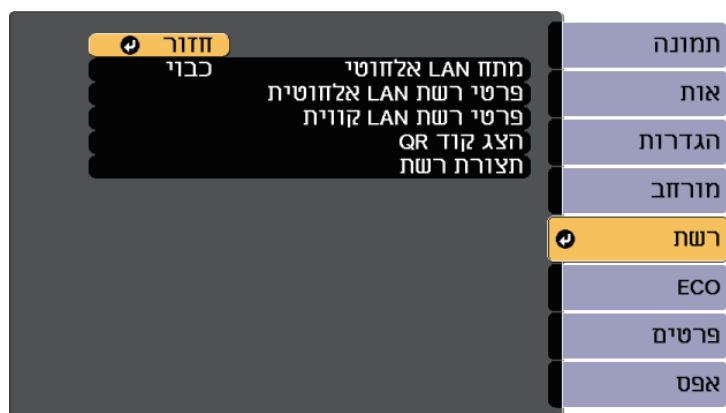 תמונה
אות
הגדרות
מורחב
רשת
ECO
פרטים
אפס
חזור
מתח LAN אלחוטי כבוי
פרטי רשת LAN אלחוטית
פרטי רשת LAN קווית
הצג קוד QR
תצורת רשת